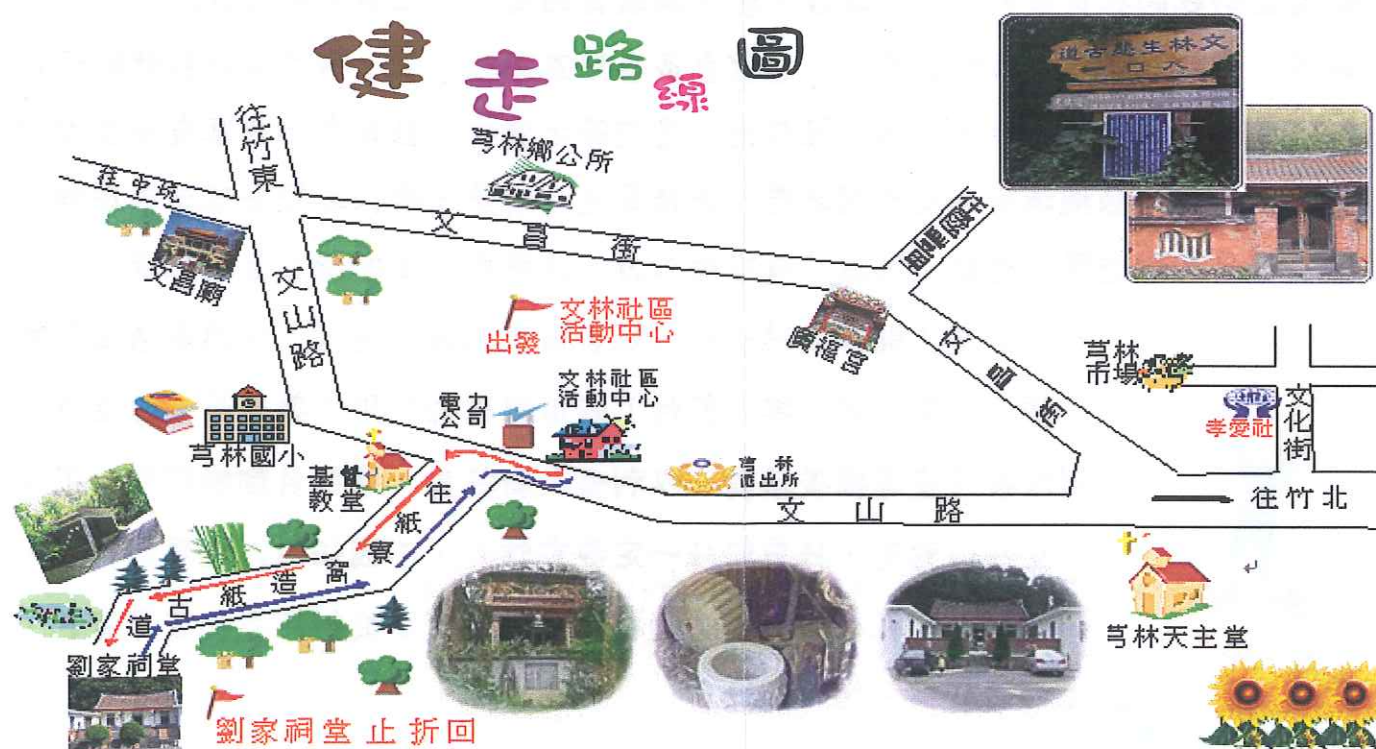 健走路線圖
文林生態古道
入口一
往竹東
往中坑
芎林鄉公所
文昌街
文昌廟
文山路
出發
文林社區
活動中心
廣福宮
文昌街
芎林
市場
文化街
孝愛社
電力
公司
文林社區
活動中心
芎林國小
基督
教堂
芎林
派出所
文山路
往竹北
往紙寮窩造紙古道
芎林天主堂
劉家祠堂
劉家祠堂止折回